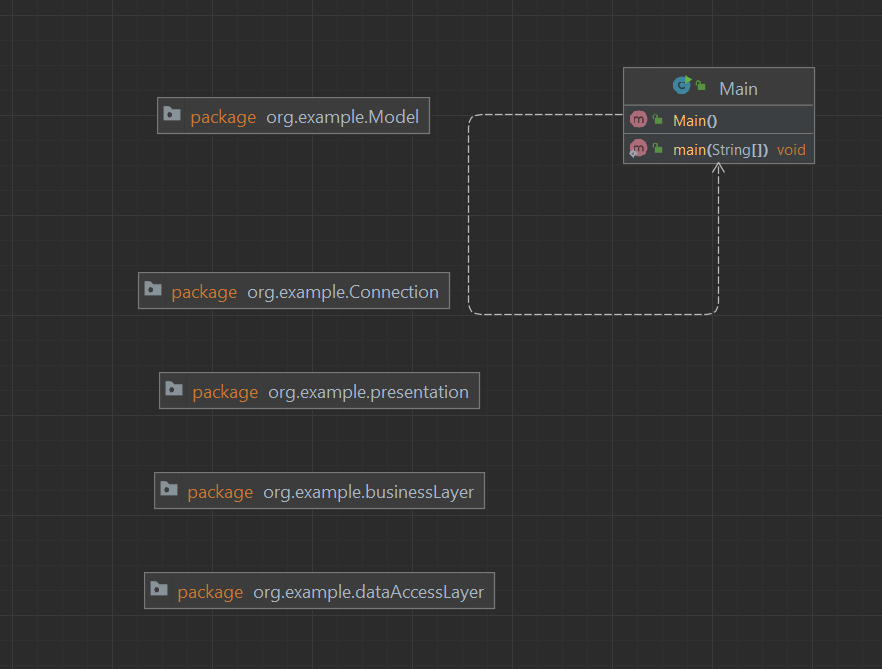 package org.example.Model
Main
Main()
main(String[]) void
package org.example.Connection
package org.example.presentation
package org.example.businessLayer
package org.example.dataAccessLayer